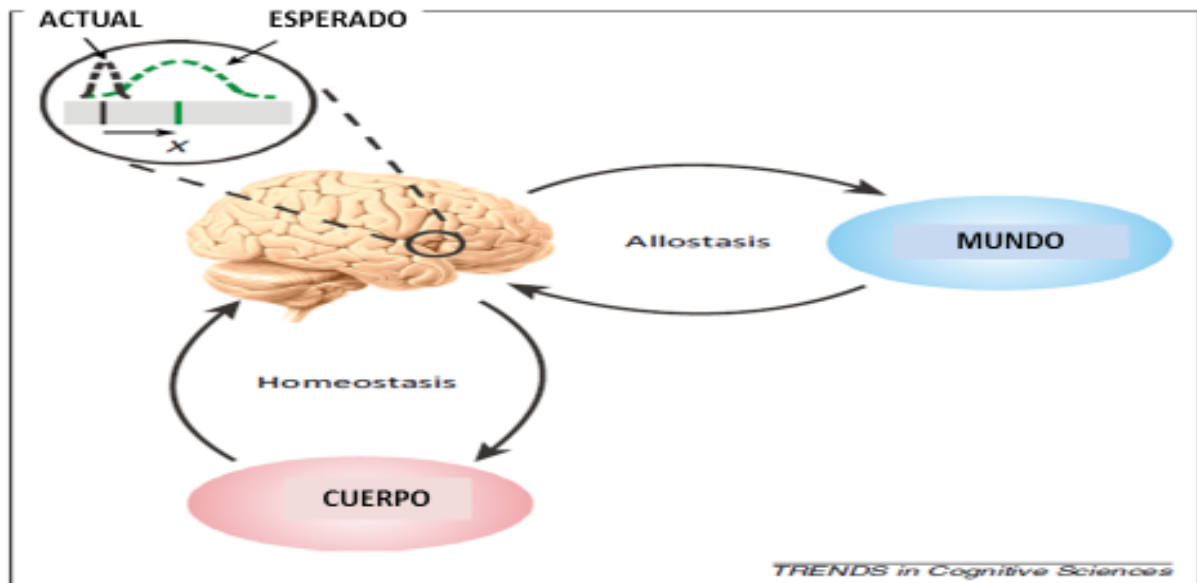 ACTUAL ESPERADO
x
Allostasis
MUNDO
Homeostasis
CUERPO
TRENDS in Cognitive Sciences